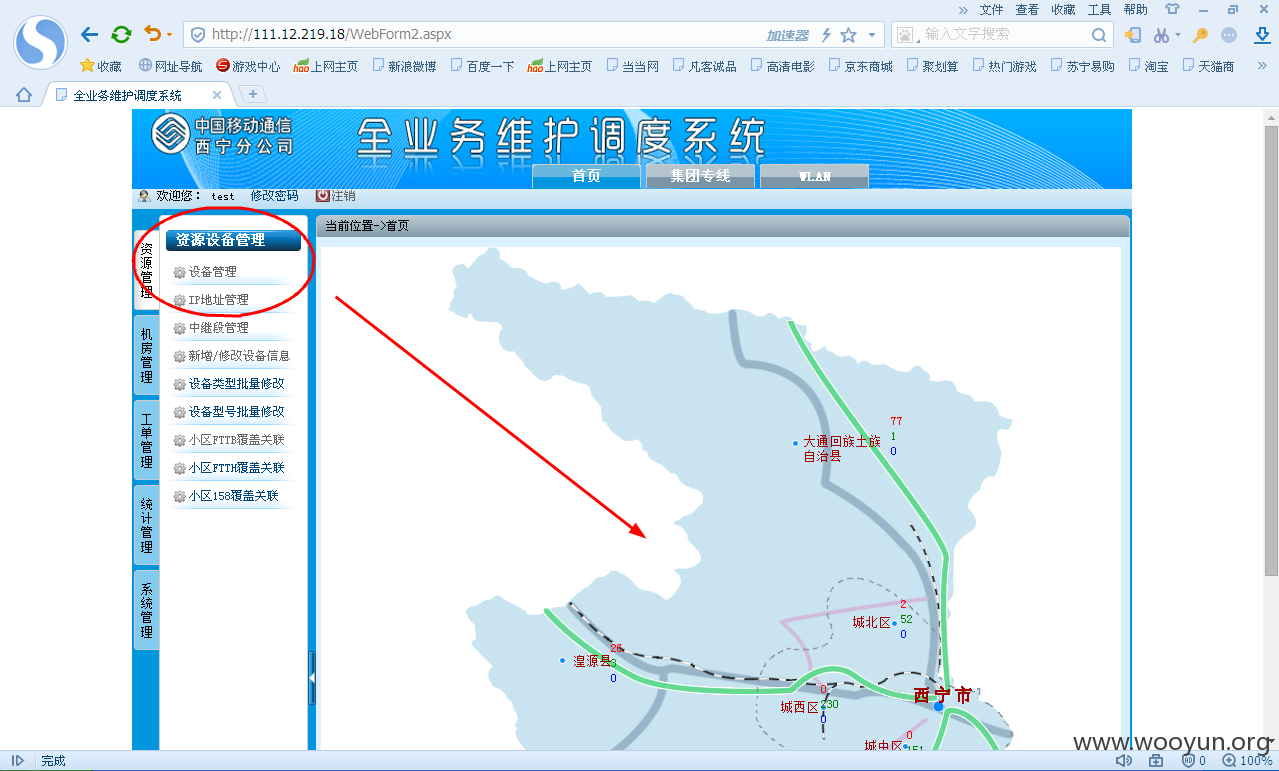 文件 查看 收藏 工具 帮助
http://111.12.219.18/WebForm2.aspx
加速器
输入文字搜索
收藏 网址导航 游戏中心 上网主页 新浪微博 百度一下 上网主页 当当网 凡客诚品 高清电影 京东商城 聚划算 热门游戏 苏宁易购 淘宝 天猫商
全业务维护调度系统
中国移动通信
西宁分公司
全业务维护调度系统
首页 集团专线 WLAN
欢迎您： test 修改密码 注销
资源管理
机房管理
工单管理
统计管理
系统管理
资源设备管理
设备管理
IP地址管理
中继段管理
新增/修改设备信息
设备类型批量修改
设备型号批量修改
小区FTTB覆盖关联
小区FTTH覆盖关联
小区158覆盖关联
当前位置->首页
77
大通回族土族
自治县
1
0
2
城北区
52
0
湟源县
0
西宁市
0
城西区
30
0
0
城中区
www.wooyun.org
完成
0
100%